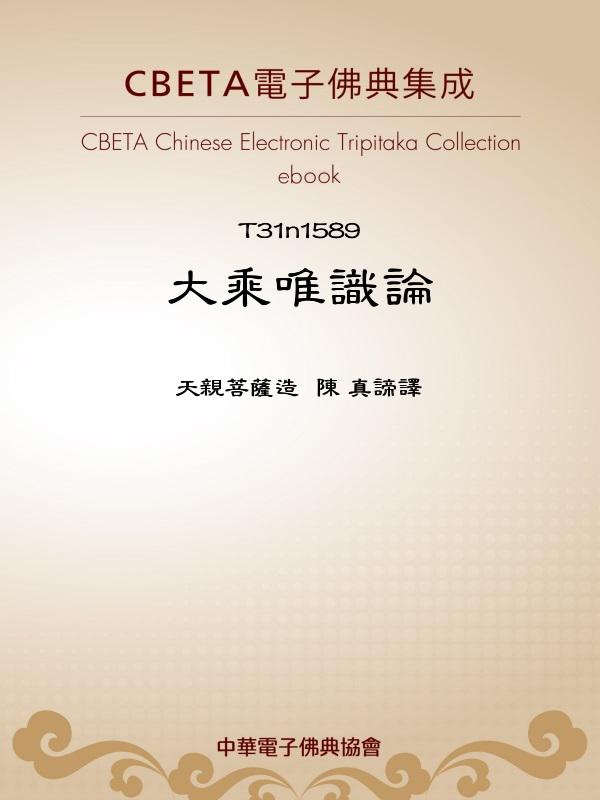 CBETA電子佛典集成
CBETA Chinese Electronic Tripitaka Collection
ebook
T31n1589
大乘唯識論
天親菩薩造 陳 真諦譯
中華電子佛典協會